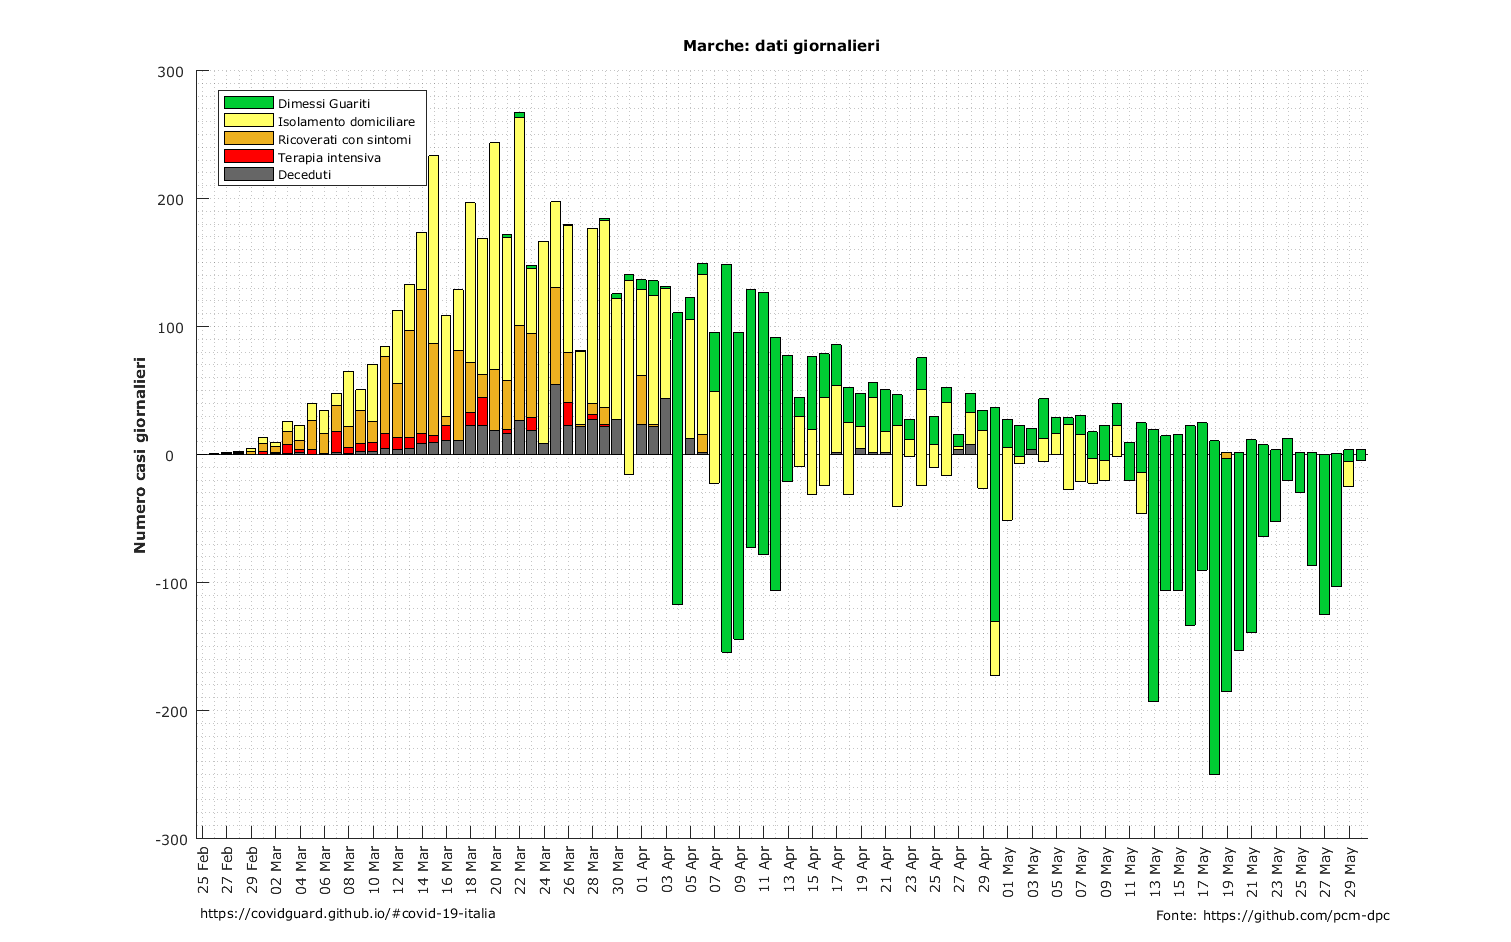 Marche: dati giornalieri
300
200
100
0
-100
-200
-300
Numero casi giornalieri
Dimessi Guariti
Isolamento domiciliare
Ricoverati con sintomi
Terapia intensiva
Deceduti
25 Feb
27 Feb
29 Feb
02 Mar
04 Mar
06 Mar
08 Mar
10 Mar
12 Mar
14 Mar
16 Mar
18 Mar
20 Mar
22 Mar
24 Mar
26 Mar
28 Mar
30 Mar
01 Apr
03 Apr
05 Apr
07 Apr
09 Apr
11 Apr
13 Apr
15 Apr
17 Apr
19 Apr
21 Apr
23 Apr
25 Apr
27 Apr
29 Apr
01 May
03 May
05 May
07 May
09 May
11 May
13 May
15 May
17 May
19 May
21 May
23 May
25 May
27 May
29 May
https://covidguard.github.io/#covid-19-italia
Fonte: https://github.com/pcm-dpc